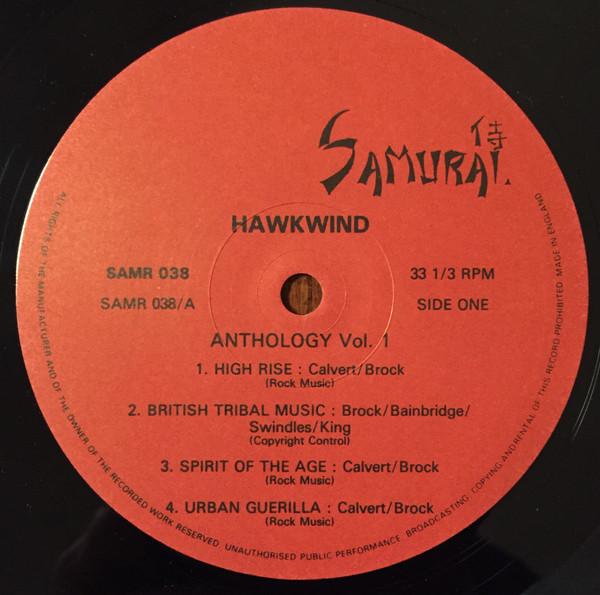 侍
SAMURAI.
HAWKWIND
SAMR 038
33 1/3 RPM
SAMR 038/A
SIDE ONE
ANTHOLOGY Vol. 1
1. HIGH RISE : Calvert/Brock
(Rock Music)
2. BRITISH TRIBAL MUSIC : Brock/Bainbridge/
Swindles/King
(Copyright Control)
3. SPIRIT OF THE AGE : Calvert/Brock
(Rock Music)
4. URBAN GUERILLA : Calvert/Brock
(Rock Music)
ALL RIGHTS OF THE MANUFACTURER AND OF THE OWNER OF THE RECORDED WORK RESERVED. UNAUTHORISED PUBLIC PERFORMANCE. BROADCASTING. COPYING AND RENTAL OF THIS RECORD PROHIBITED. MADE IN ENGLAND